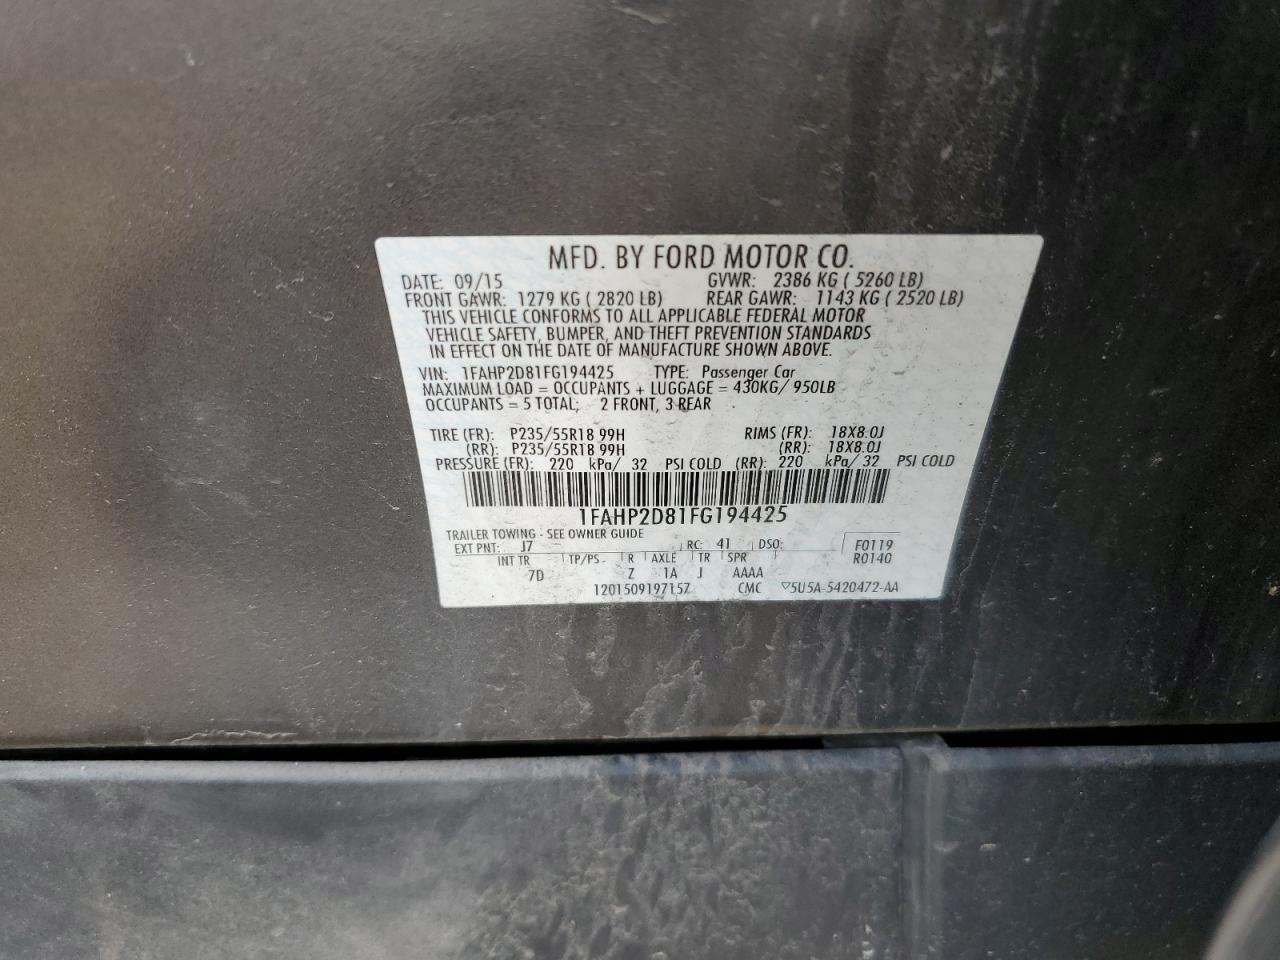 MFD. BY FORD MOTOR CO.
DATE: 09/15 GVWR: 2386 KG ( 5260 LB)
FRONT GAWR: 1279 KG ( 2820 LB) REAR GAWR: 1143 KG ( 2520 LB)
THIS VEHICLE CONFORMS TO ALL APPLICABLE FEDERAL MOTOR
VEHICLE SAFETY, BUMPER, AND THEFT PREVENTION STANDARDS
IN EFFECT ON THE DATE OF MANUFACTURE SHOWN ABOVE.
VIN: 1FAHP2D81FG194425 TYPE: Passenger Car
MAXIMUM LOAD = OCCUPANTS + LUGGAGE = 430KG/ 950LB
OCCUPANTS = 5 TOTAL; 2 FRONT, 3 REAR
TIRE (FR): P235/55R18 99H RIMS (FR): 18X8.0J
(RR): P235/55R18 99H (RR): 18X8.0J
PRESSURE (FR): 220 kPa/ 32 PSI COLD (RR): 220 kPa/ 32 PSI COLD
1FAHP2D81FG194425
TRAILER TOWING - SEE OWNER GUIDE
EXT PNT: J7 RC: 41 DSO: F0119
INT TR TP/PS R AXLE TR SPR R0140
7D Z 1A J AAAA
1201509197157 CMC 5U5A-5420472-AA